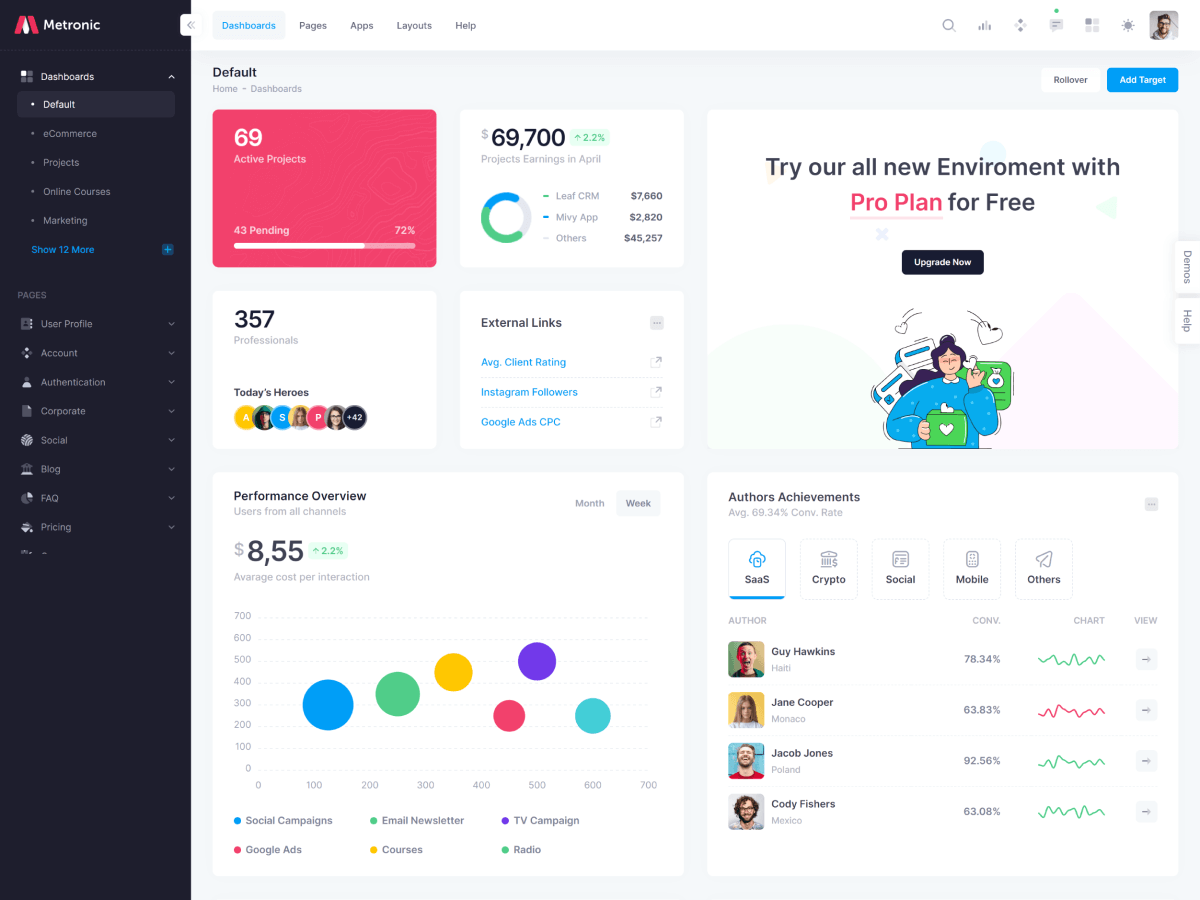 Metronic
Dashboards
Default
eCommerce
Projects
Online Courses
Marketing
Show 12 More
PAGES
User Profile
Account
Authentication
Corporate
Social
Blog
FAQ
Pricing
Dashboards Pages Apps Layouts Help
Default
Home - Dashboards
Rollover
Add Target
69
Active Projects
43 Pending 72%
$69,700 2.2%
Projects Earnings in April
Leaf CRM $7,660
Mivy App $2,820
Others $45,257
Try our all new Enviroment with
Pro Plan for Free
Upgrade Now
Demos
Help
357
Professionals
Today's Heroes
A S P +42
External Links
Avg. Client Rating
Instagram Followers
Google Ads CPC
Performance Overview
Users from all channels
Month Week
$8,55 2.2%
Avarage cost per interaction
700
600
500
400
300
200
100
0
0 100 200 300 400 500 600 700
Social Campaigns Email Newsletter TV Campaign
Google Ads Courses Radio
Authors Achievements
Avg. 69.34% Conv. Rate
SaaS Crypto Social Mobile Others
AUTHOR CONV. CHART VIEW
Guy Hawkins
Haiti
78.34%
Jane Cooper
Monaco
63.83%
Jacob Jones
Poland
92.56%
Cody Fishers
Mexico
63.08%